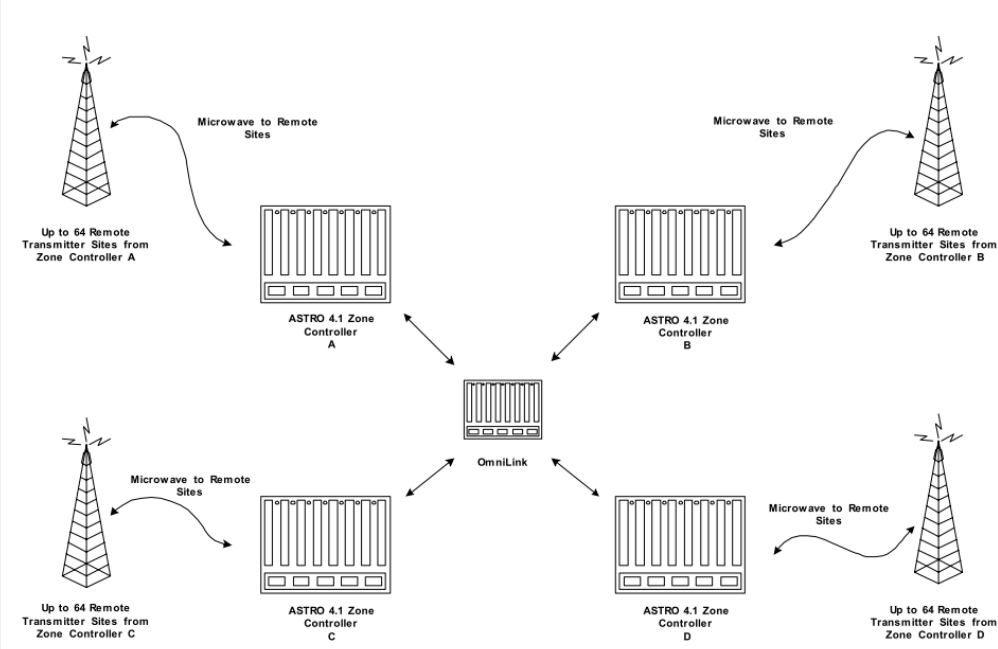 Microwave to Remote
Sites
Microwave to Remote
Sites
Up to 64 Remote
Transmitter Sites from
Zone Controller A
Up to 64 Remote
Transmitter Sites from
Zone Controller B
ASTRO 4.1 Zone
Controller
A
ASTRO 4.1 Zone
Controller
B
OmniLink
Microwave to Remote
Sites
Microwave to Remote
Sites
Up to 64 Remote
Transmitter Sites from
Zone Controller C
ASTRO 4.1 Zone
Controller
C
ASTRO 4.1 Zone
Controller
D
Up to 64 Remote
Transmitter Sites from
Zone Controller D